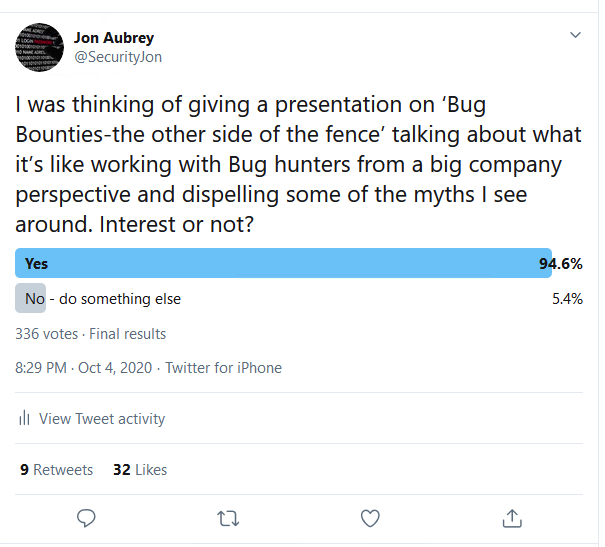 Jon Aubrey
@SecurityJon
I was thinking of giving a presentation on ‘Bug
Bounties-the other side of the fence’ talking about what
it’s like working with Bug hunters from a big company
perspective and dispelling some of the myths I see
around. Interest or not?
Yes 94.6%
No - do something else 5.4%
336 votes · Final results
8:29 PM · Oct 4, 2020 · Twitter for iPhone
View Tweet activity
9 Retweets 32 Likes